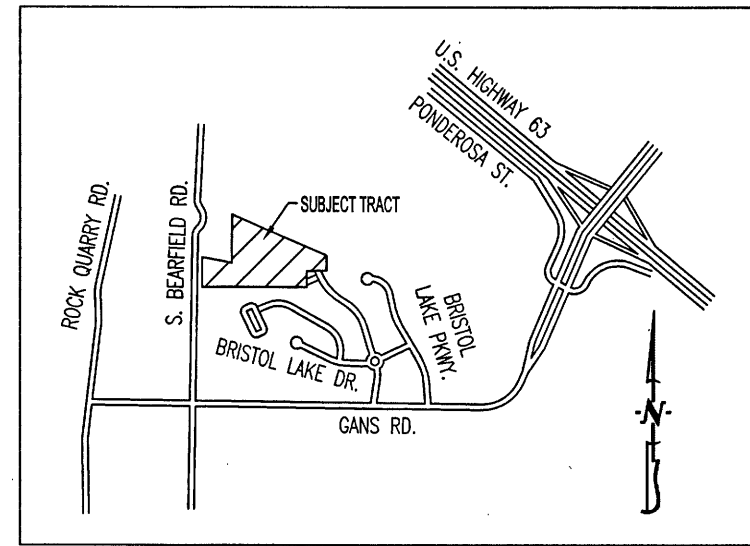 U.S. HIGHWAY 63
PONDEROSA ST.
SUBJECT TRACT
ROCK QUARRY RD.
S. BEARFIELD RD.
BRISTOL
LAKE PKWY.
BRISTOL LAKE DR.
GANS RD.
N